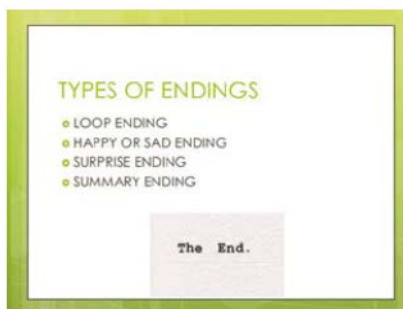 TYPES OF ENDINGS
LOOP ENDING
HAPPY OR SAD ENDING
SURPRISE ENDING
SUMMARY ENDING
The End.